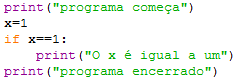 print("programa começa")
x=1
if x==1:
    print("O x é igual a um")
print("programa encerrado")